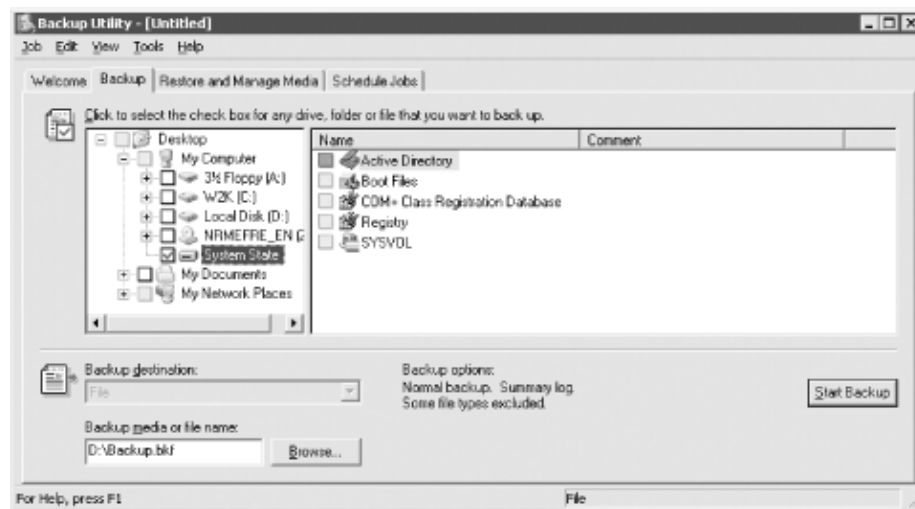 Backup Utility - [Untitled]
Job Edit View Tools Help
Welcome Backup Restore and Manage Media Schedule Jobs
Click to select the check box for any drive, folder or file that you want to back up.
Desktop
My Computer
3½ Floppy (A:)
W2K (C:)
Local Disk (D:)
NRMEFRE_EN (
System State
My Documents
My Network Places
Name Comment
Active Directory
Boot Files
COM+ Class Registration Database
Registry
SYSVOL
Backup destination:
File
Backup media or file name:
D:\Backup.bkf
Browse...
Backup options:
Normal backup. Summary log.
Some file types excluded.
Start Backup
For Help, press F1
File